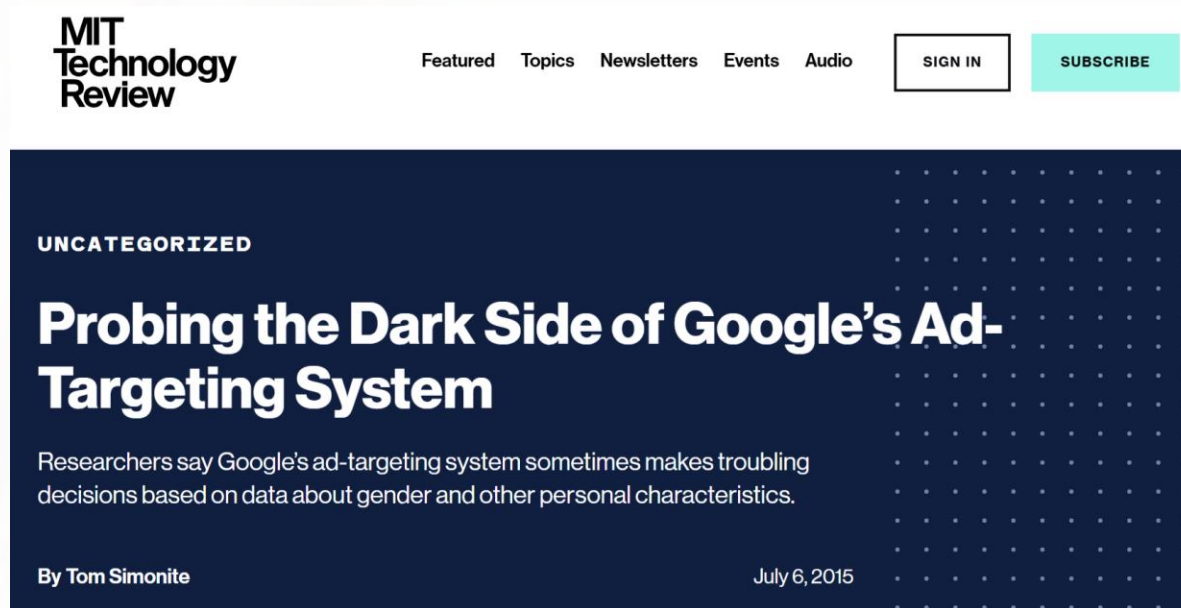 MIT
Technology
Review
Featured Topics Newsletters Events Audio SIGN IN SUBSCRIBE
UNCATEGORIZED
Probing the Dark Side of Google’s Ad-
Targeting System
Researchers say Google’s ad-targeting system sometimes makes troubling
decisions based on data about gender and other personal characteristics.
By Tom Simonite July 6, 2015